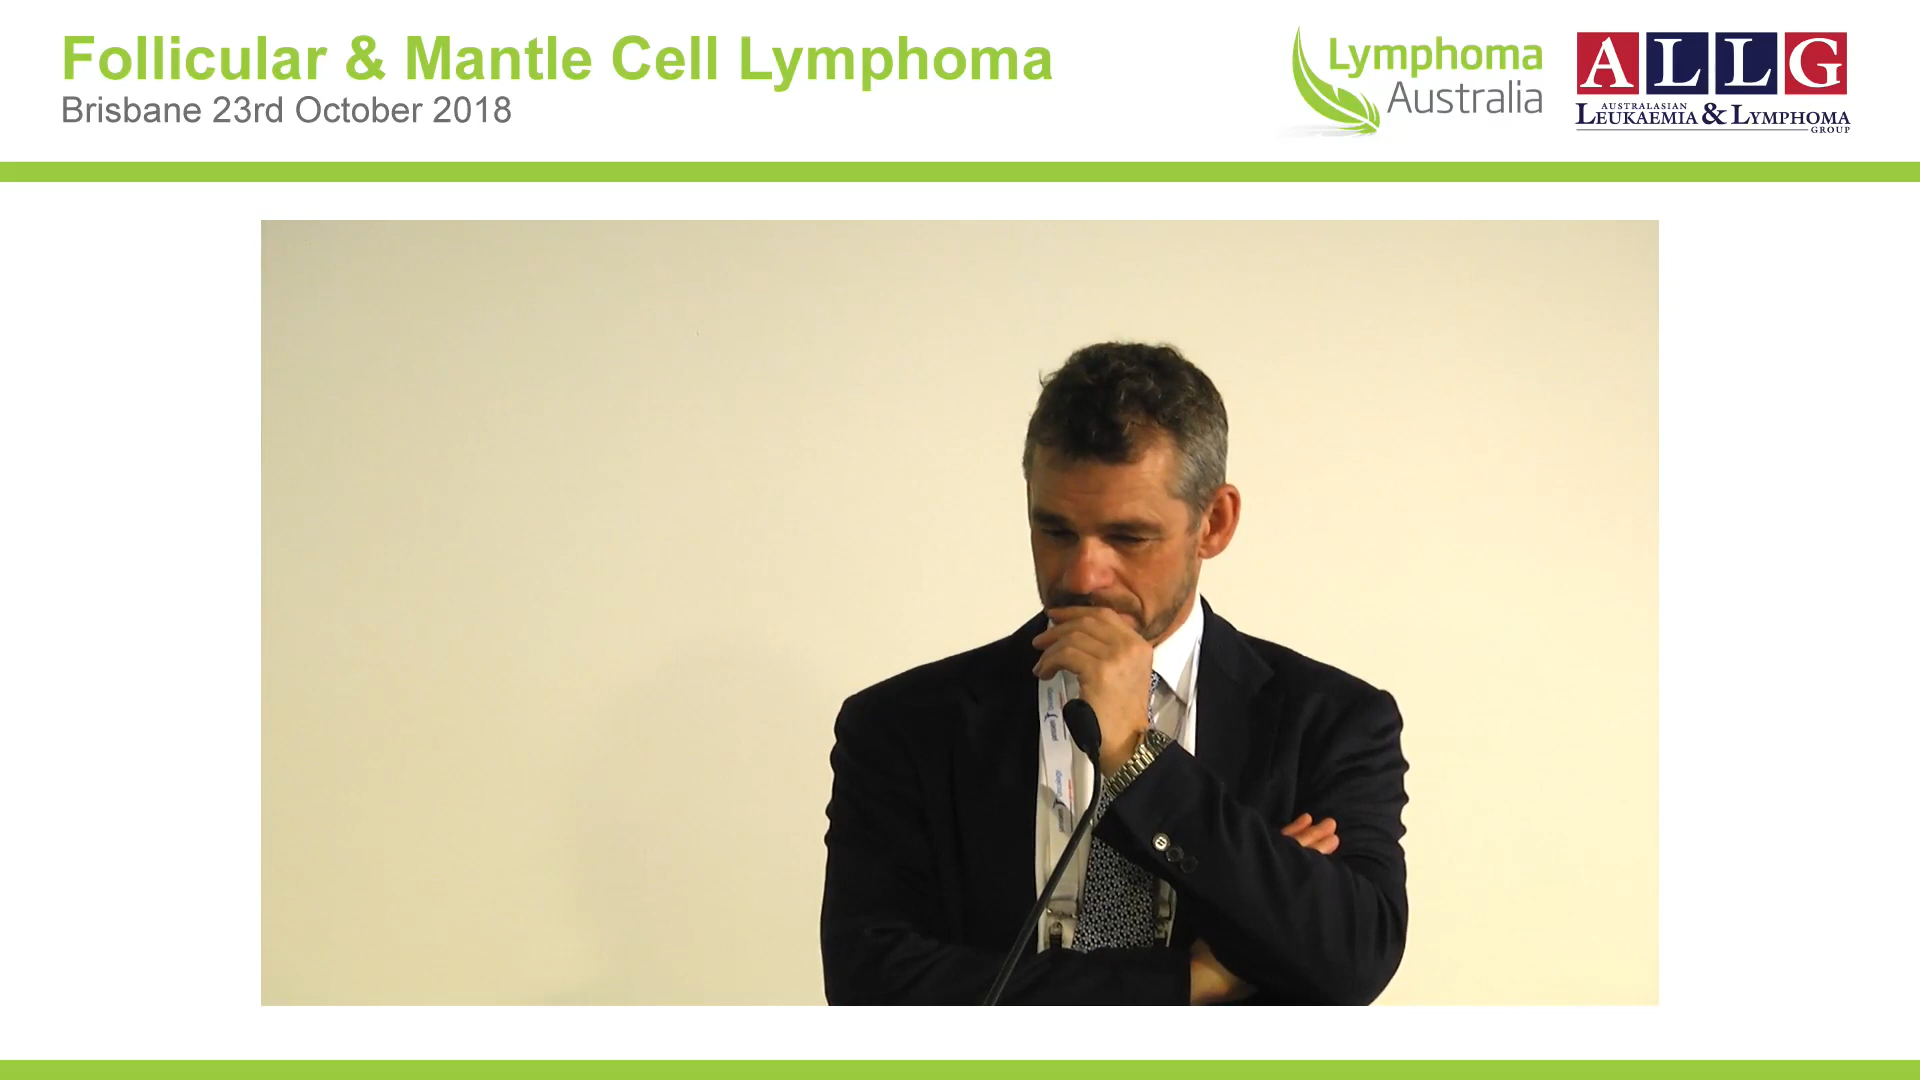 Follicular & Mantle Cell Lymphoma
Brisbane 23rd October 2018
Lymphoma
Australia
ALLG
AUSTRALASIAN
LEUKAEMIA & LYMPHOMA
GROUP